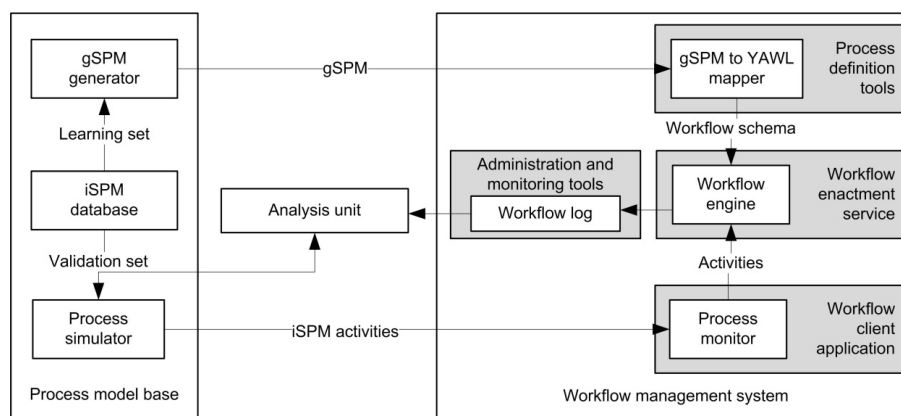 gSPM
generator
Learning set
iSPM
database
Validation set
Process
simulator
Process model base
gSPM
Analysis unit
iSPM activities
gSPM to YAWL
mapper
Process
definition
tools
Workflow schema
Administration and
monitoring tools
Workflow log
Workflow
engine
Workflow
enactment
service
Activities
Process
monitor
Workflow
client
application
Workflow management system